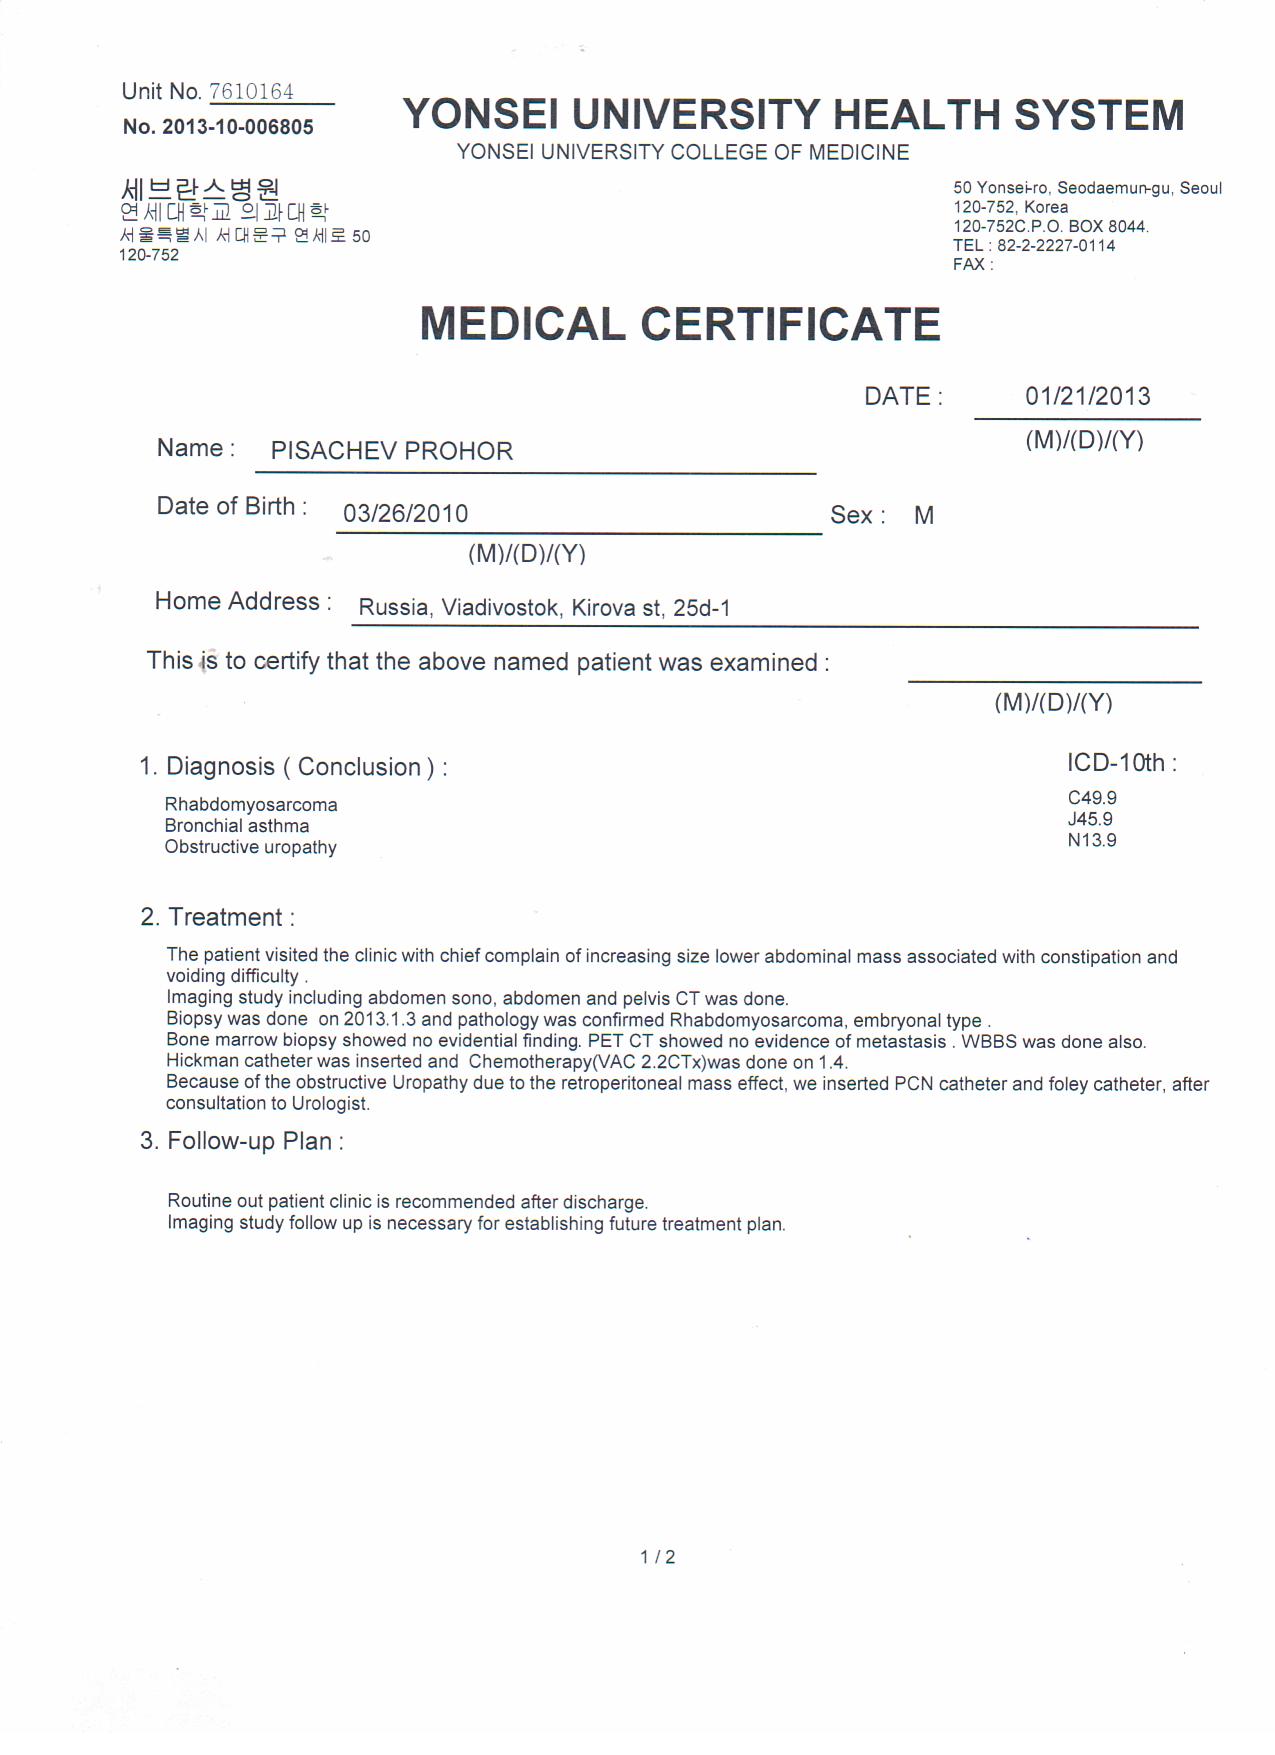 Unit No. 7610164
No. 2013-10-006805
YONSEI UNIVERSITY HEALTH SYSTEM
YONSEI UNIVERSITY COLLEGE OF MEDICINE
세브란스병원
연세대학교 의과대학
서울특별시 서대문구 연세로 50
120-752
50 Yonsei-ro, Seodaemun-gu, Seoul
120-752, Korea
120-752C.P.O. BOX 8044.
TEL : 82-2-2227-0114
FAX :
MEDICAL CERTIFICATE
DATE : 01/21/2013
(M)/(D)/(Y)
Name : PISACHEV PROHOR
Date of Birth : 03/26/2010 Sex : M
(M)/(D)/(Y)
Home Address : Russia, Viadivostok, Kirova st, 25d-1
This is to certify that the above named patient was examined :
(M)/(D)/(Y)
1. Diagnosis ( Conclusion ) : ICD-10th :
Rhabdomyosarcoma C49.9
Bronchial asthma J45.9
Obstructive uropathy N13.9
2. Treatment :
The patient visited the clinic with chief complain of increasing size lower abdominal mass associated with constipation and
voiding difficulty .
Imaging study including abdomen sono, abdomen and pelvis CT was done.
Biopsy was done on 2013.1.3 and pathology was confirmed Rhabdomyosarcoma, embryonal type .
Bone marrow biopsy showed no evidential finding. PET CT showed no evidence of metastasis . WBBS was done also.
Hickman catheter was inserted and Chemotherapy(VAC 2.2CTx)was done on 1.4.
Because of the obstructive Uropathy due to the retroperitoneal mass effect, we inserted PCN catheter and foley catheter, after
consultation to Urologist.
3. Follow-up Plan :
Routine out patient clinic is recommended after discharge.
Imaging study follow up is necessary for establishing future treatment plan.
1 / 2